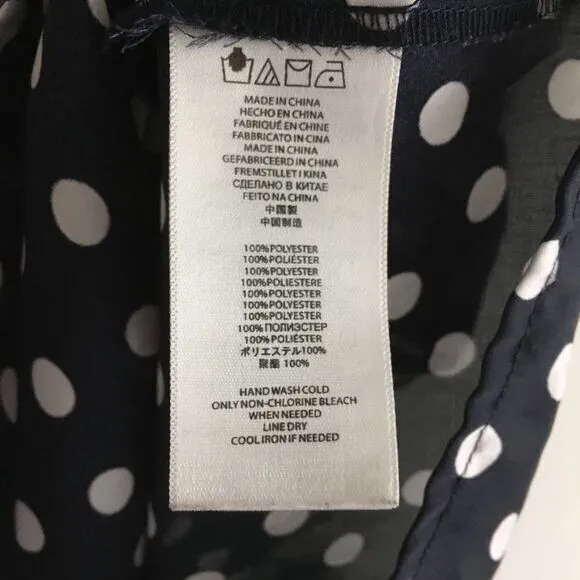 MADE IN CHINA
HECHO EN CHINA
FABRIQUÉ EN CHINE
FABBRICATO IN CINA
MADE IN CHINA
GEFABRICEERD IN CHINA
FREMSTILLET I KINA
СДЕЛАНО В КИТАЕ
FEITO NA CHINA
中国製
中国制造
100% POLYESTER
100% POLIÉSTER
100% POLYESTER
100% POLIESTERE
100% POLYESTER
100% POLYESTER
100% POLYESTER
100% ПОЛИЭСТЕР
100% POLIÉSTER
ポリエステル100%
聚酯 100%
HAND WASH COLD
ONLY NON-CHLORINE BLEACH
WHEN NEEDED
LINE DRY
COOL IRON IF NEEDED